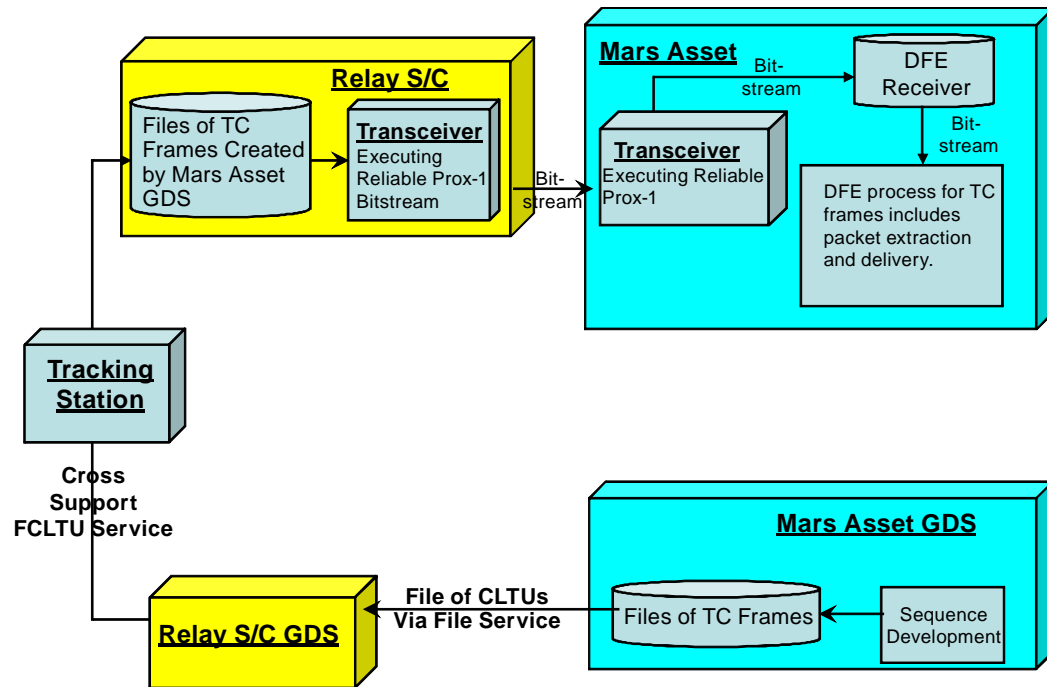 Relay S/C
Files of TC
Frames Created
by Mars Asset
GDS
Transceiver
Executing
Reliable Prox-1
Bitstream
Bit-
stream
Mars Asset
Transceiver
Executing Reliable
Prox-1
Bit-
stream
DFE
Receiver
Bit-
stream
DFE process for TC
frames includes
packet extraction
and delivery.
Tracking
Station
Cross
Support
FCLTU Service
Relay S/C GDS
File of CLTUs
Via File Service
Mars Asset GDS
Files of TC Frames
Sequence
Development